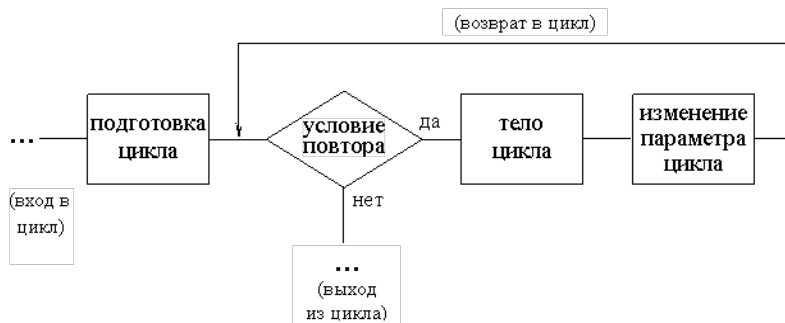 (возврат в цикл)
...
подготовка
цикла
условие
повтора
да
тело
цикла
изменение
параметра
цикла
(вход в
цикл)
нет
...
(выход
из цикла)